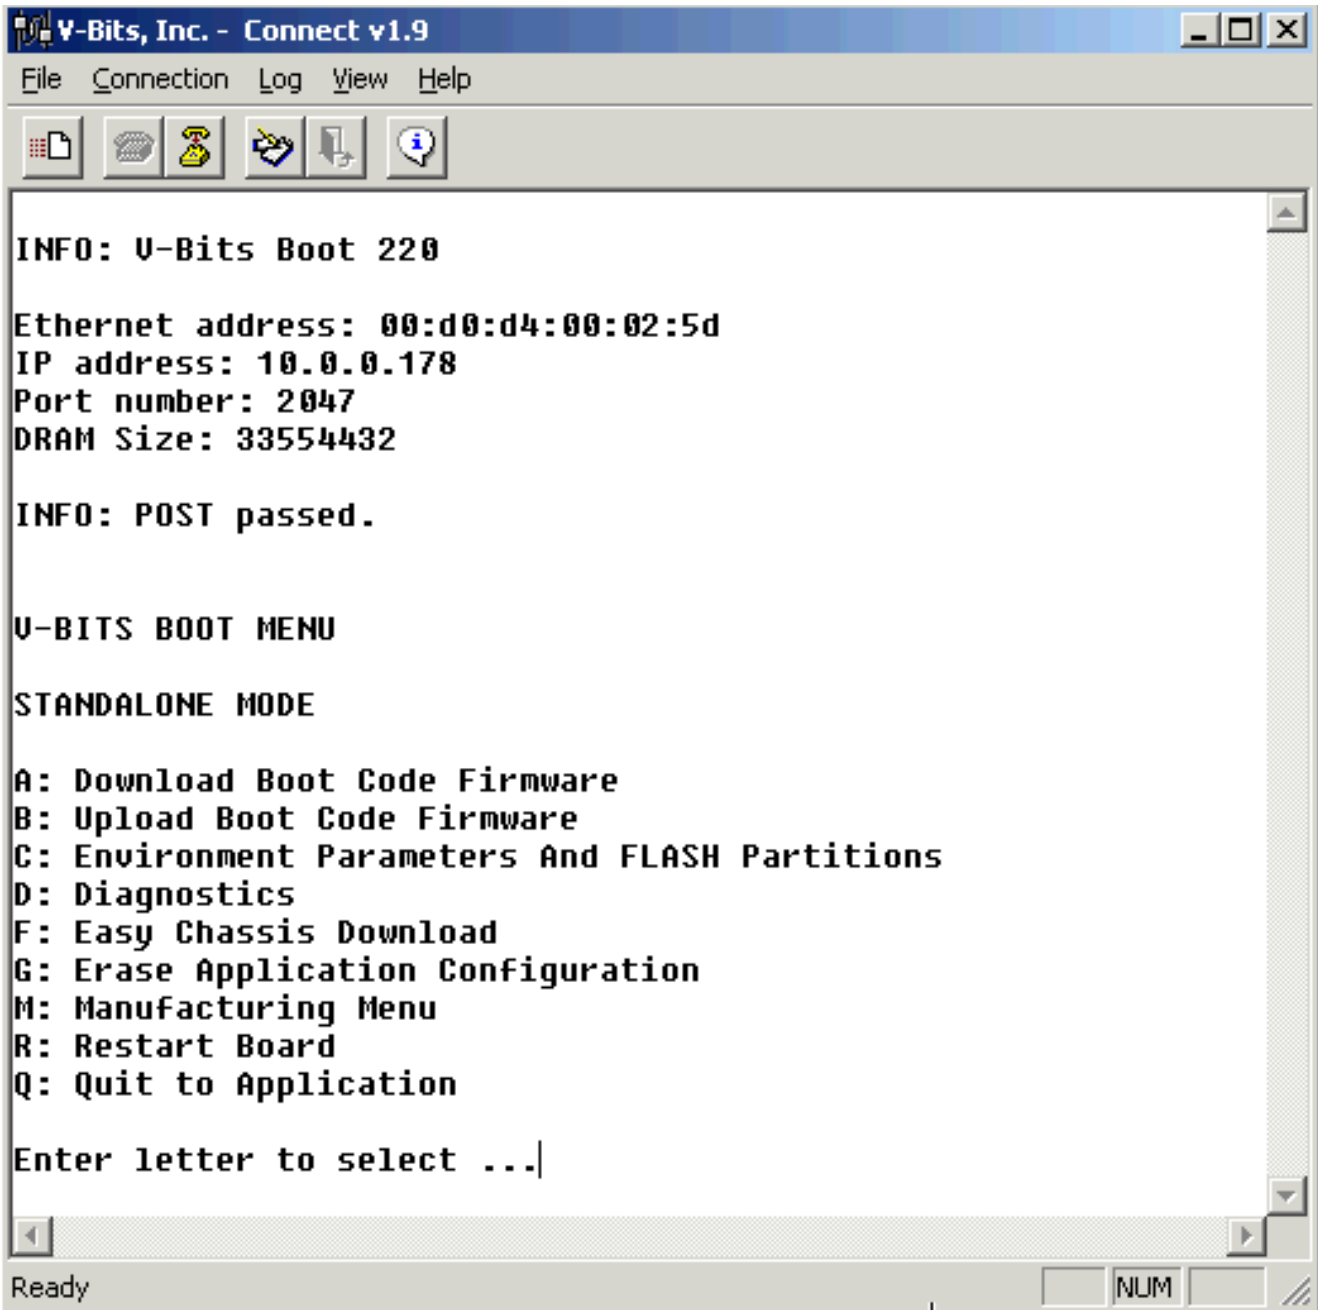 V-Bits, Inc. - Connect v1.9
File Connection Log View Help
INFO: V-Bits Boot 220
Ethernet address: 00:d0:d4:00:02:5d
IP address: 10.0.0.178
Port number: 2047
DRAM Size: 33554432
INFO: POST passed.
V-BITS BOOT MENU
STANDALONE MODE
A: Download Boot Code Firmware
B: Upload Boot Code Firmware
C: Environment Parameters And FLASH Partitions
D: Diagnostics
F: Easy Chassis Download
G: Erase Application Configuration
M: Manufacturing Menu
R: Restart Board
Q: Quit to Application
Enter letter to select ...
Ready NUM